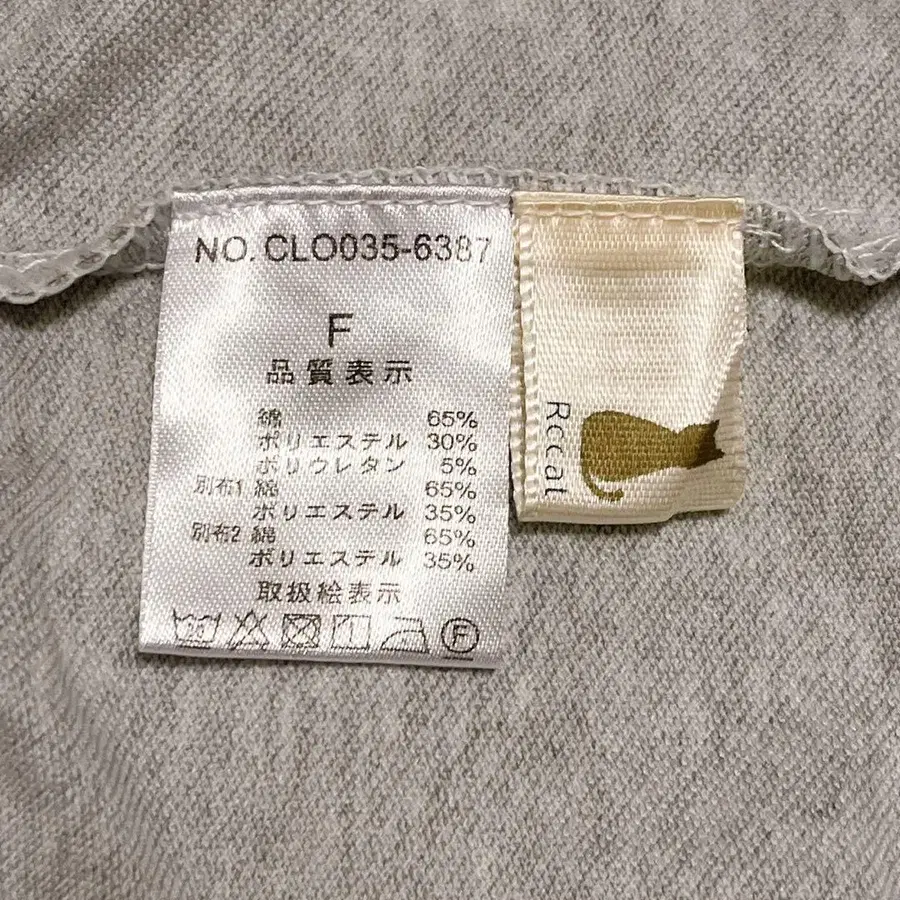 NO. CLO035-6387
F
品質表示
綿 65%
ポリエステル 30%
ポリウレタン 5%
別布1 綿 65%
ポリエステル 35%
別布2 綿 65%
ポリエステル 35%
取扱絵表示
F
Rccat